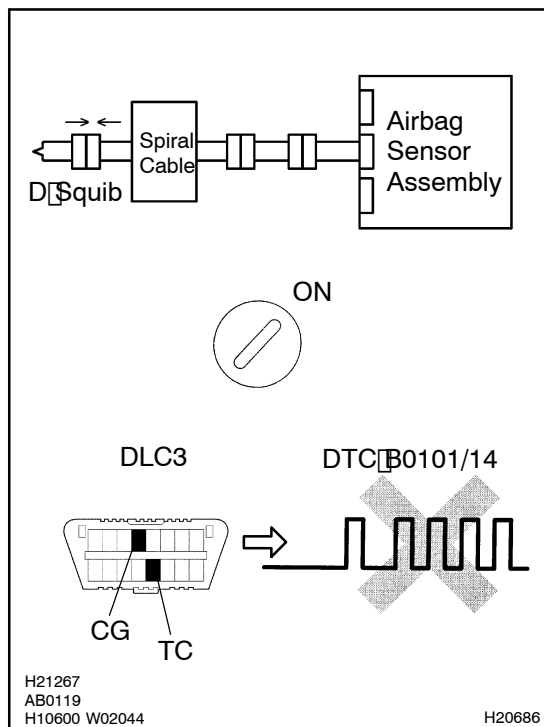 Airbag
Sensor
Assembly
Spiral
Cable
D Squib
ON
DLC3
DTC B0101/14
CG
TC
H21267
AB0119
H10600 W02044
H20686